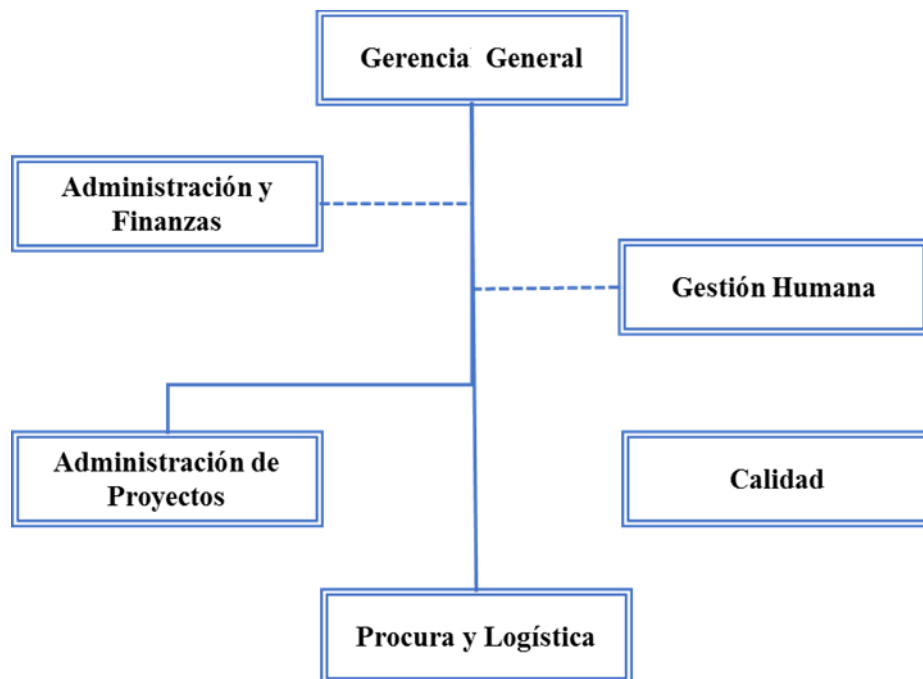 Gerencia General
Administración y
Finanzas
Gestión Humana
Administración de
Proyectos
Calidad
Procura y Logística